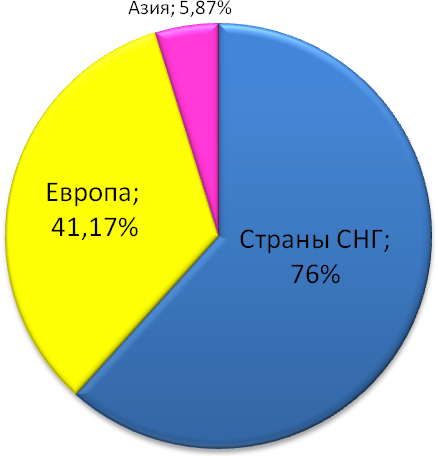 Азия; 5,87%
Европа;
41,17%
Страны СНГ;
76%